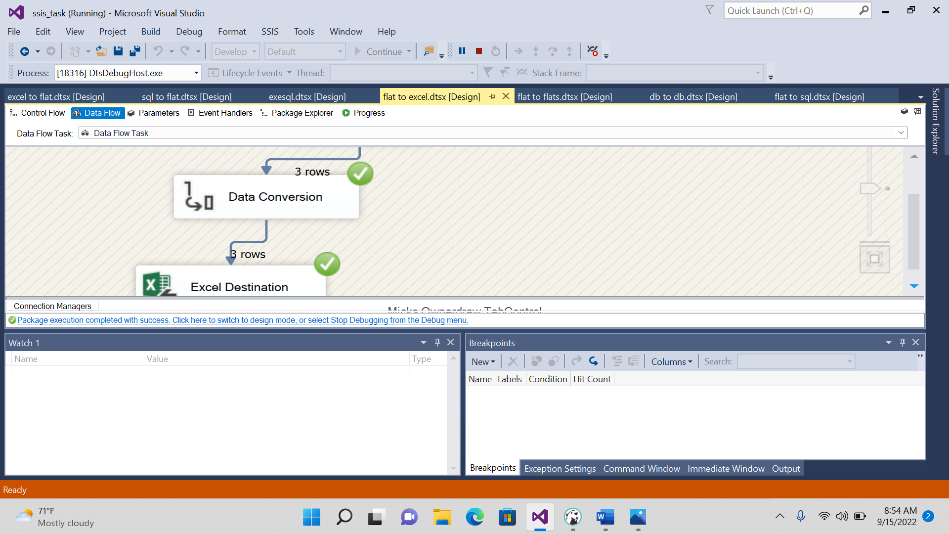 ssis_task (Running) - Microsoft Visual Studio
Quick Launch (Ctrl+Q)
File Edit View Project Build Debug Format SSIS Tools Window Help
Develop Default Continue
Process: [18316] DtsDebugHost.exe Lifecycle Events Thread: Stack Frame:
excel to flat.dtsx [Design] sql to flat.dtsx [Design] exesql.dtsx [Design] flat to excel.dtsx [Design] flat to flats.dtsx [Design] db to db.dtsx [Design] flat to sql.dtsx [Design]
Solution Explorer
Control Flow Data Flow Parameters Event Handlers Package Explorer Progress
Data Flow Task: Data Flow Task
3 rows
Data Conversion
3 rows
Excel Destination
Connection Managers
Package execution completed with success. Click here to switch to design mode, or select Stop Debugging from the Debug menu.
Watch 1
Name Value Type
Breakpoints
New Columns Search:
Name Labels Condition Hit Count
Breakpoints Exception Settings Command Window Immediate Window Output
Ready
71°F
Mostly cloudy
8:54 AM
9/15/2022
2